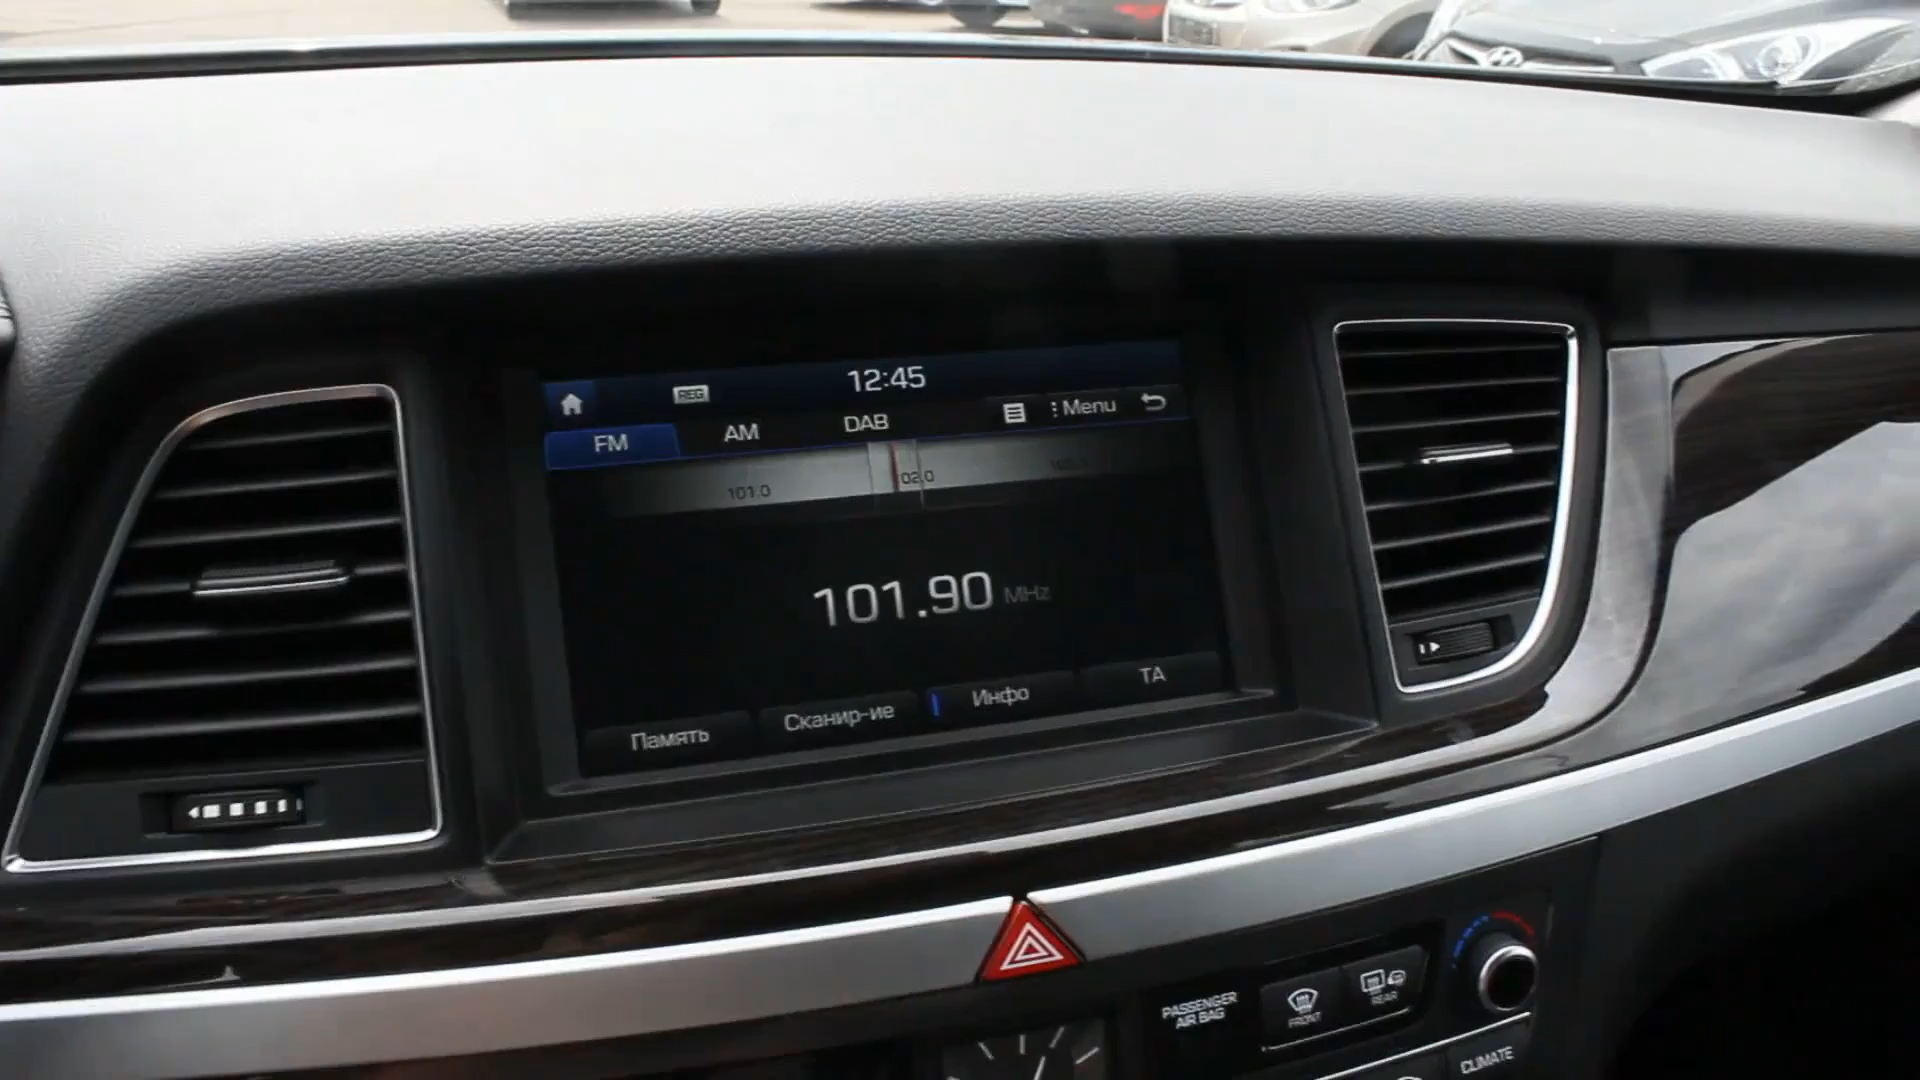 REG
12:45
FM
AM
DAB
Menu
101.0
02.0
101.90 MHz
Память
Сканир-ие
Инфо
TA
PASSENGER
AIR BAG
FRONT
REAR
CLIMATE